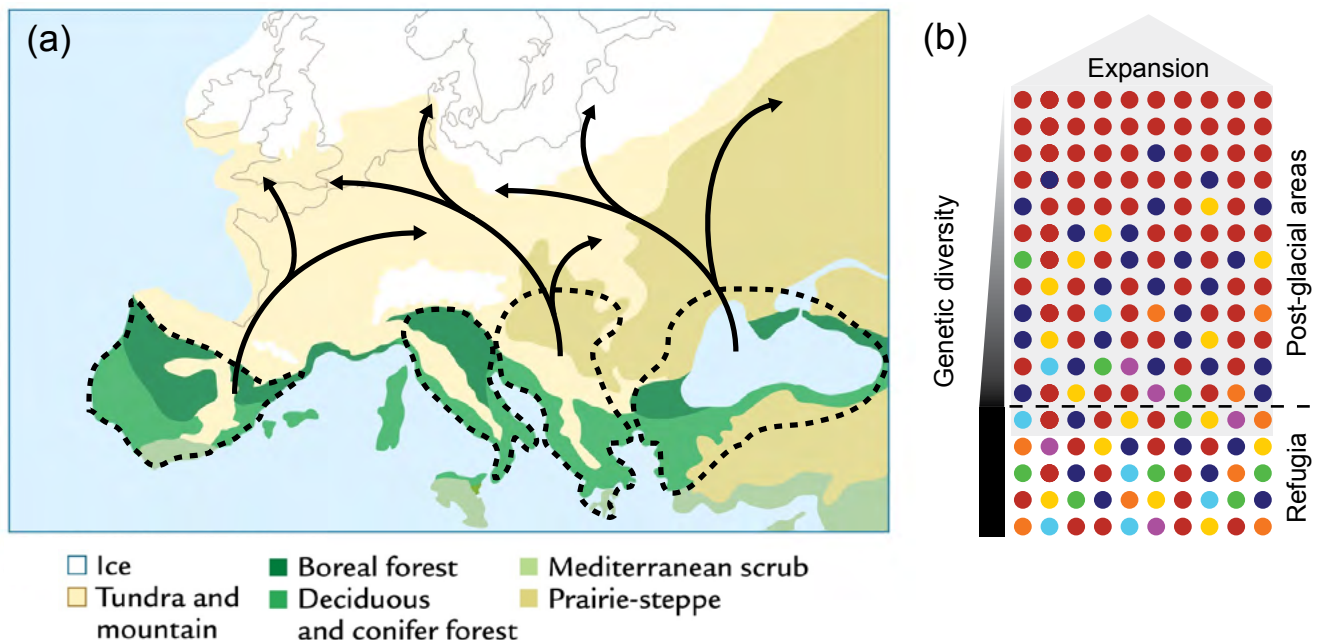 (a)
Ice
Tundra and
mountain
Boreal forest
Deciduous
and conifer forest
Mediterranean scrub
Prairie-steppe
(b)
Expansion
Genetic diversity
Post-glacial areas
Refugia